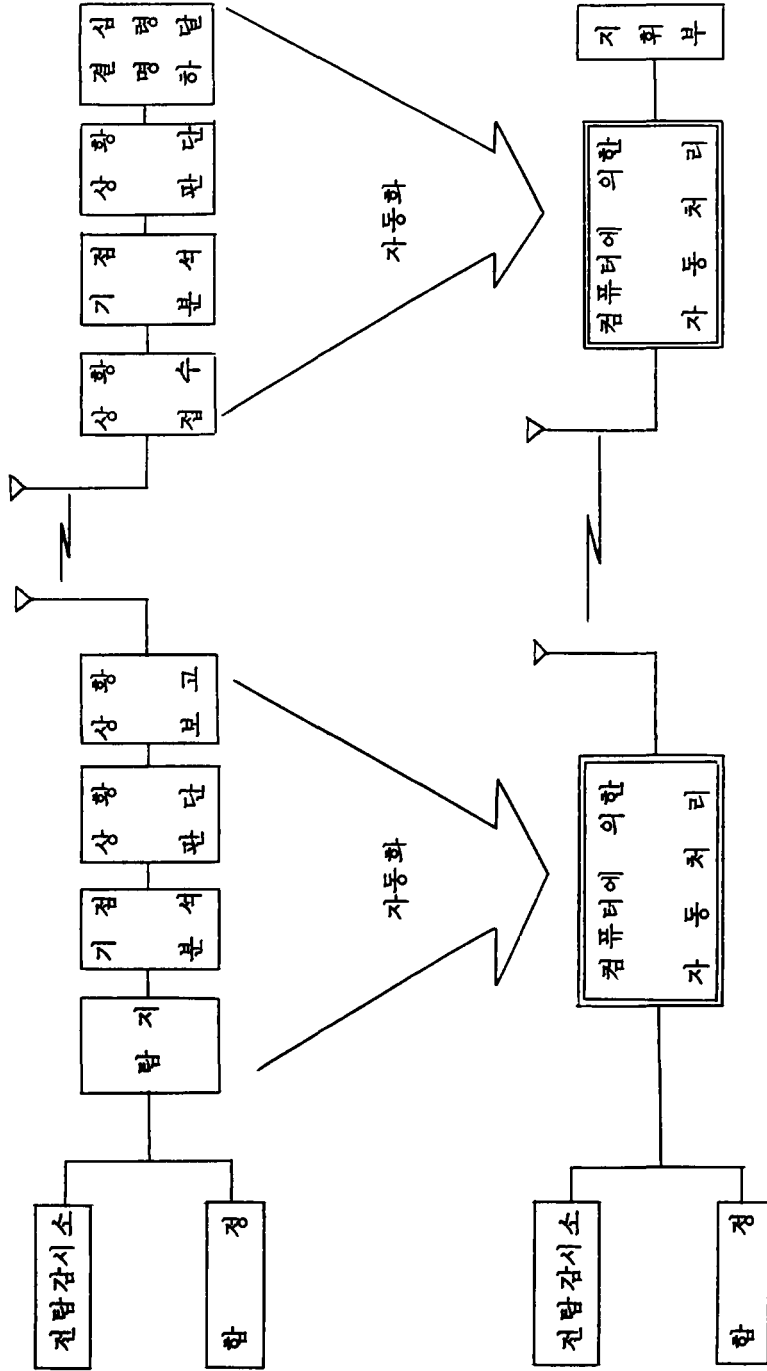 전탐감시소
함 정
탐 지
기 점
분 석
상 황
판 단
상 황
보 고
상 황
접 수
기 점
분 석
상 황
판 단
결 심
명 령
하 달
자동화
자동화
전탐감시소
함 정
컴퓨터에 의한
자 동 처 리
컴퓨터에 의한
자 동 처 리
지
휘
부